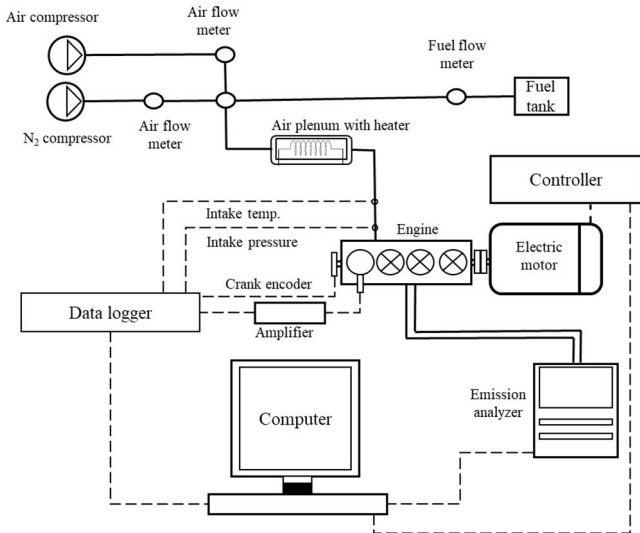 Air compressor
Air flow
meter
Fuel flow
meter
Fuel
tank
N₂ compressor
Air flow
meter
Air plenum with heater
Controller
Intake temp.
Engine
Intake pressure
Electric
motor
Crank encoder
Data logger
Amplifier
Emission
analyzer
Computer